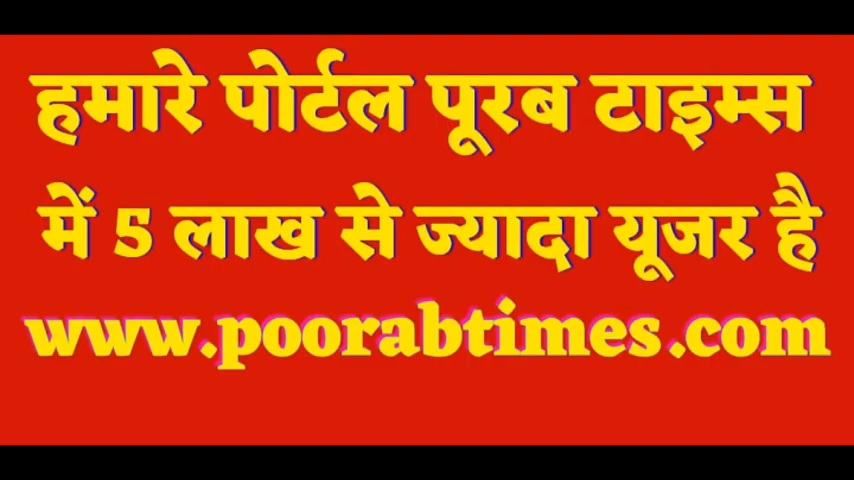 हमारे पोर्टल पूरब टाइम्स
में 5 लाख से ज्यादा यूजर है
www.poorabtimes.com